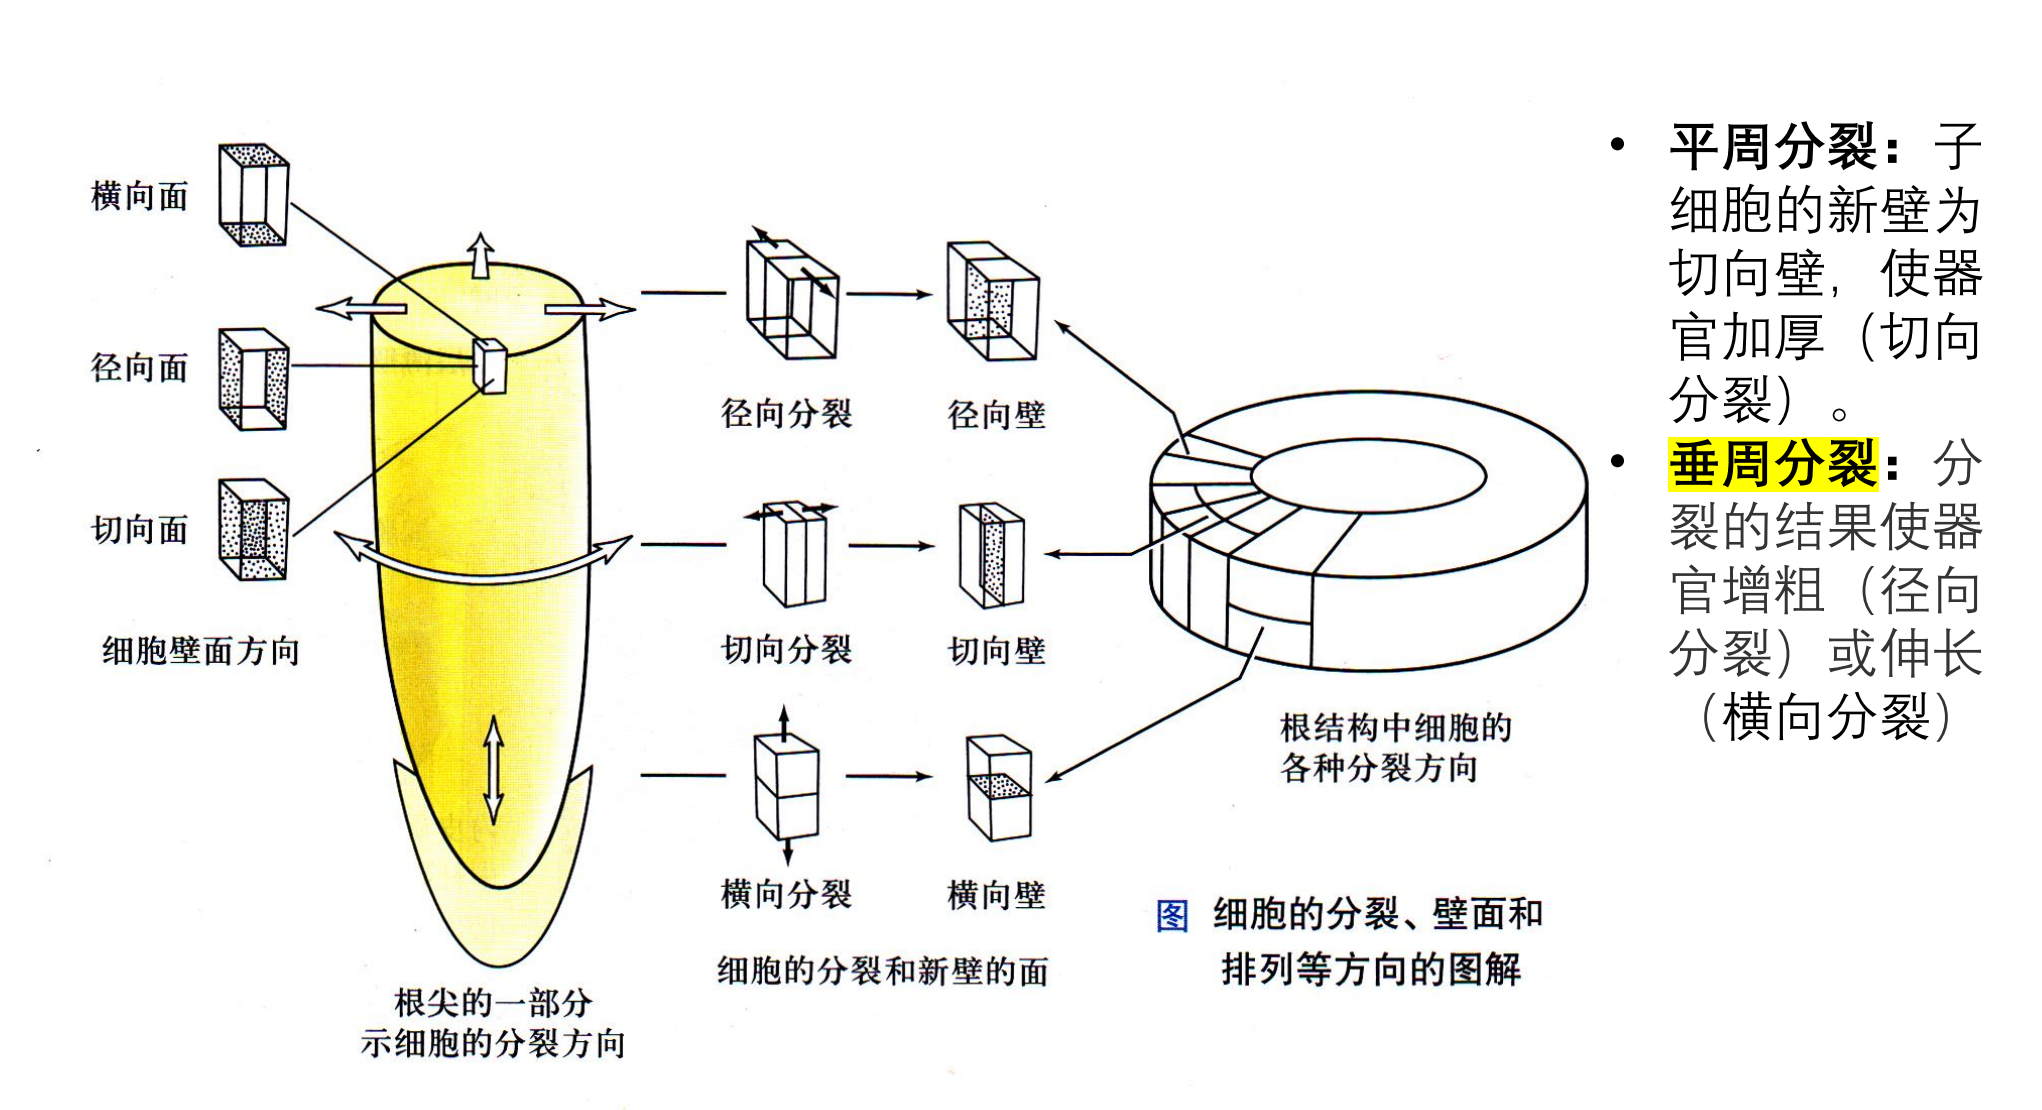 横向面
径向面
切向面
细胞壁面方向
根尖的一部分
示细胞的分裂方向
径向分裂
径向壁
切向分裂
切向壁
横向分裂
横向壁
细胞的分裂和新壁的面
根结构中细胞的
各种分裂方向
图 细胞的分裂、壁面和
排列等方向的图解
• 平周分裂：子
细胞的新壁为
切向壁，使器
官加厚（切向
分裂）。
• 垂周分裂：分
裂的结果使器
官增粗（径向
分裂）或伸长
（横向分裂）